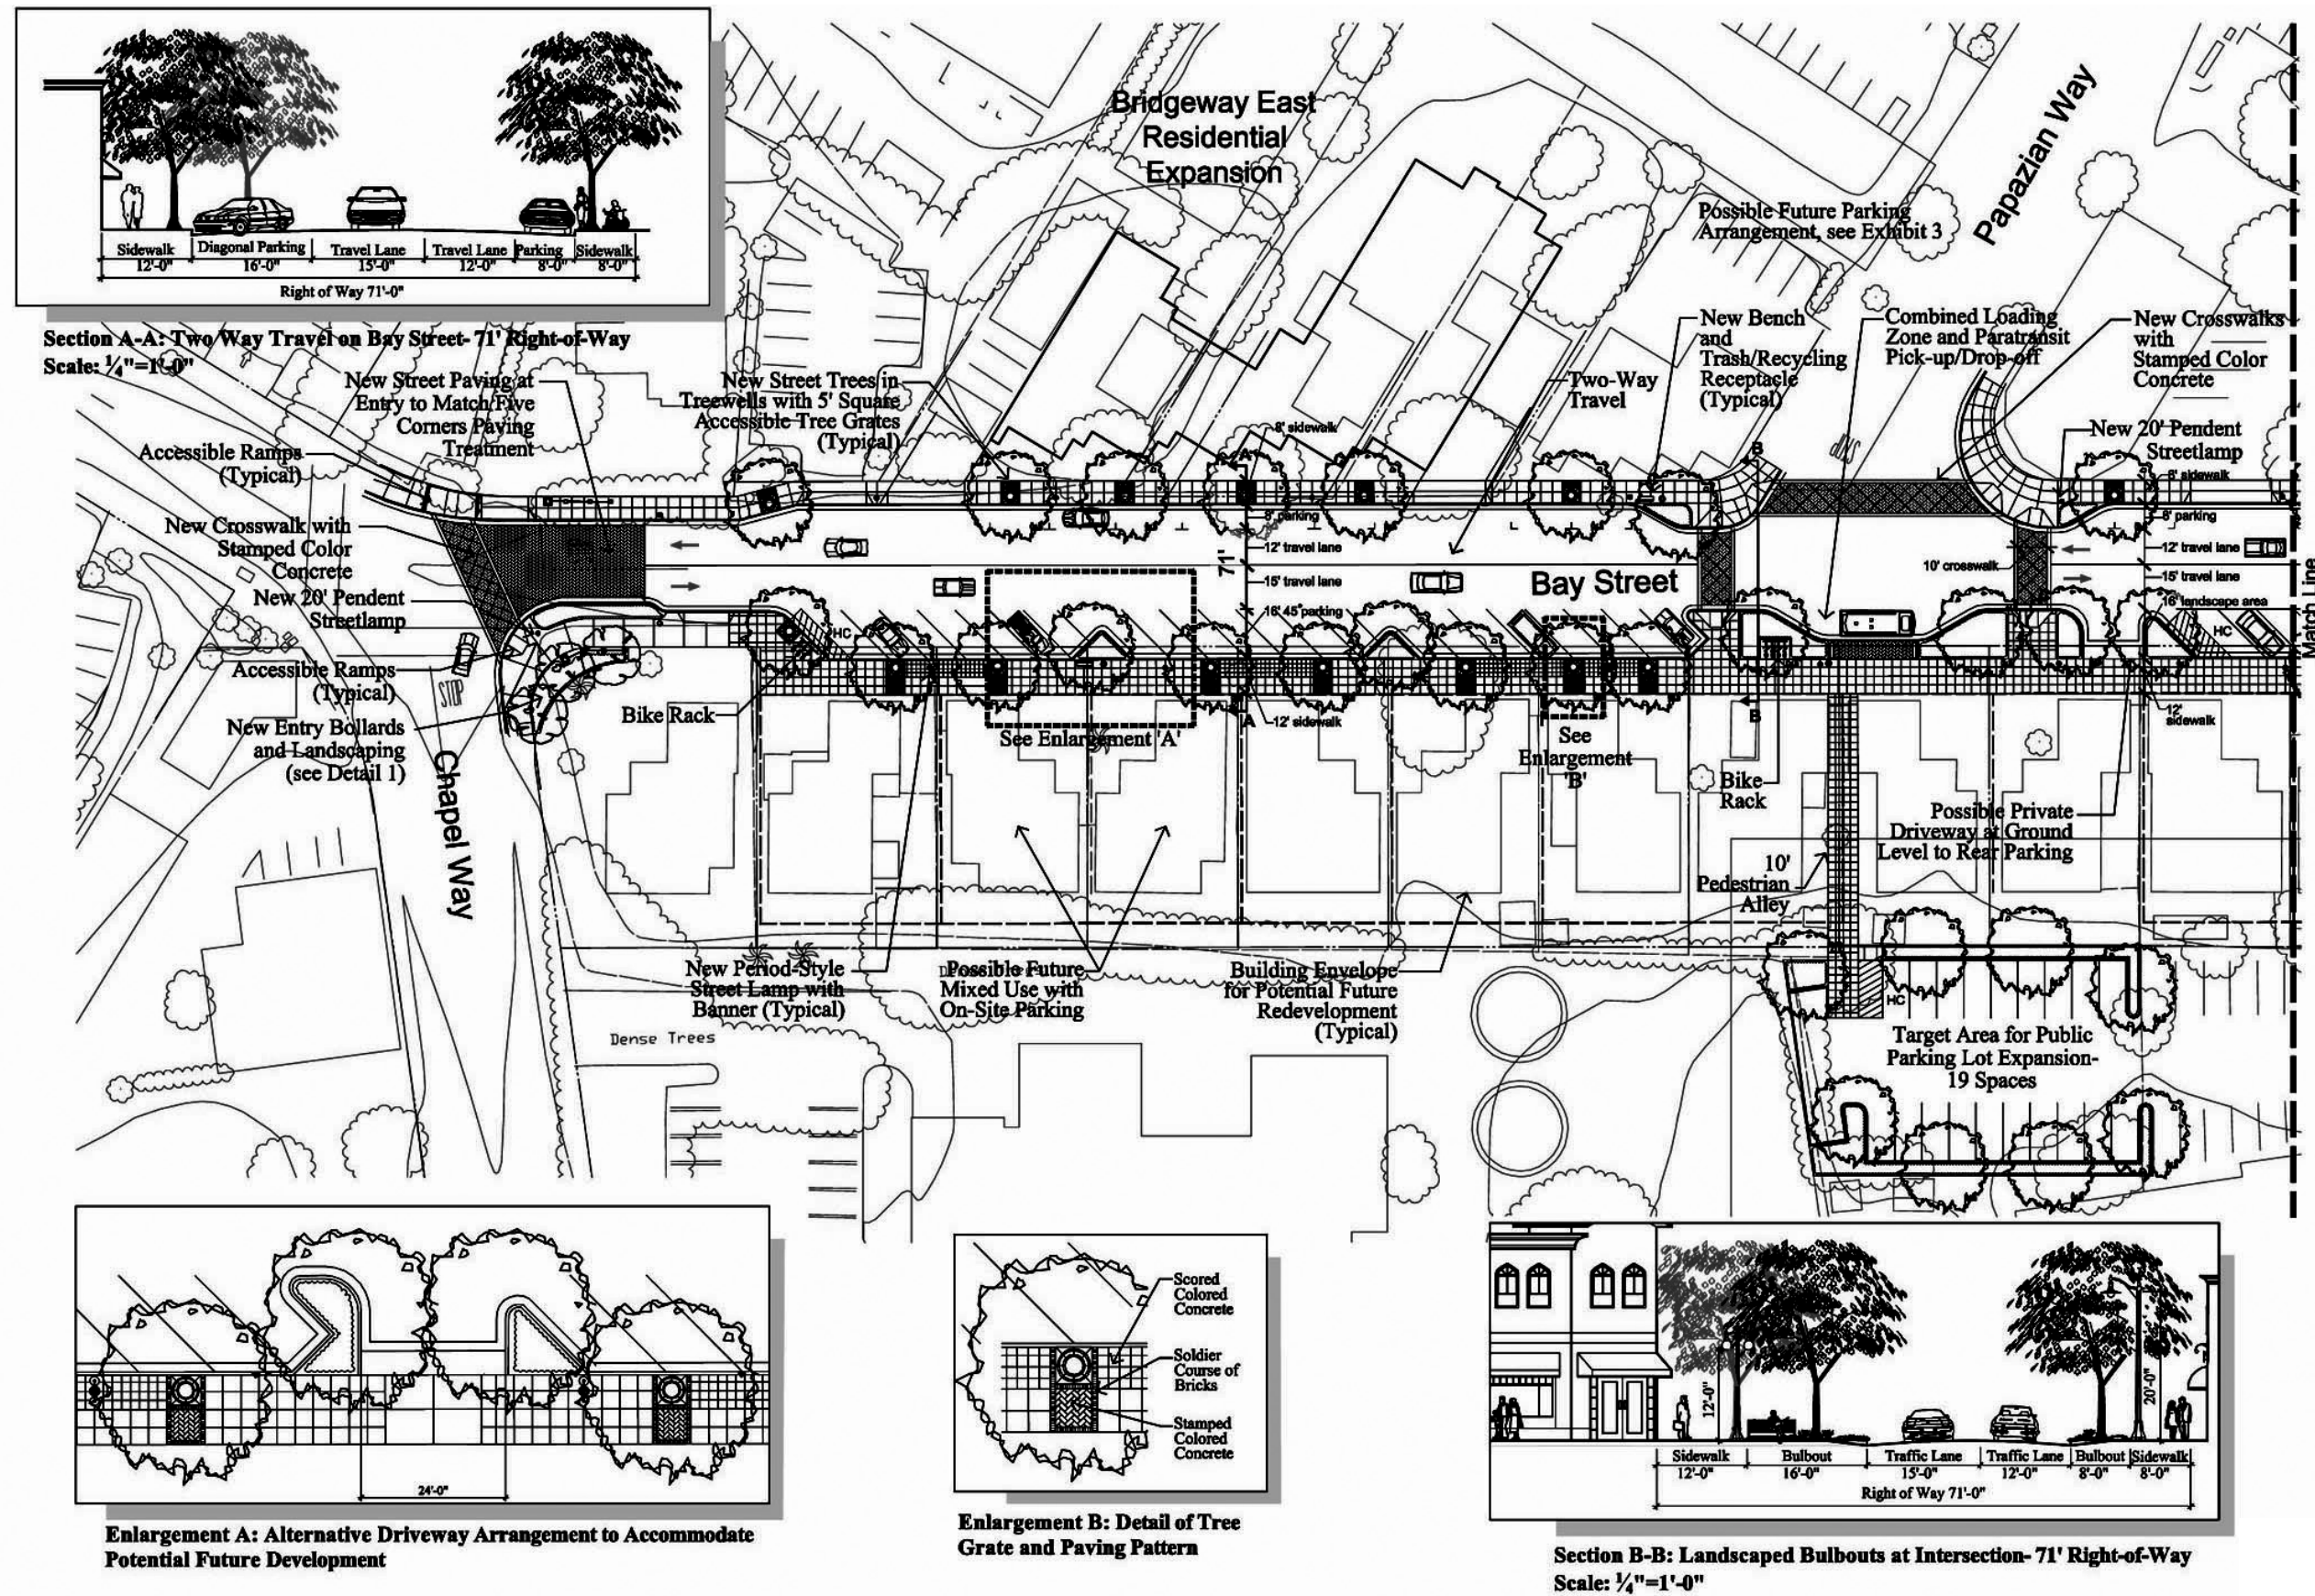 Sidewalk
Diagonal Parking
Travel Lane
Travel Lane
Parking
Sidewalk
12'-0"
16'-0"
15'-0"
12'-0"
8'-0"
8'-0"
Right of Way 71'-0"
Section A-A: Two Way Travel on Bay Street- 71' Right-of-Way
Scale: ¼"=1'-0"
Bridgeway East
Residential
Expansion
Papazian Way
Possible Future Parking
Arrangement, see Exhibit 3
New Street Paving at
Entry to Match Five
Corners Paving
Treatment
New Street Trees in
Treewells with 5' Square
Accessible Tree Grates
(Typical)
Two-Way
Travel
New Bench
and
Trash/Recycling
Receptacle
(Typical)
Combined Loading
Zone and Paratransit
Pick-up/Drop-off
New Crosswalks
with
Stamped Color
Concrete
New 20' Pendent
Streetlamp
Accessible Ramps
(Typical)
New Crosswalk with
Stamped Color
Concrete
New 20' Pendent
Streetlamp
Accessible Ramps
(Typical)
New Entry Bollards
and Landscaping
(see Detail 1)
STOP
Chapel Way
8' sidewalk
A
8' parking
12' travel lane
71'
15' travel lane
16' 45° parking
A
12' sidewalk
Bay Street
B
B
10' crosswalk
8' sidewalk
8' parking
12' travel lane
15' travel lane
16' landscape area
HC
HC
12'
sidewalk
Match Line
Bike Rack
See Enlargement 'A'
See
Enlargement
'B'
Bike
Rack
Possible Private
Driveway at Ground
Level to Rear Parking
10'
Pedestrian
Alley
New Period-Style
Street Lamp with
Banner (Typical)
Possible Future
Mixed Use with
On-Site Parking
Building Envelope
for Potential Future
Redevelopment
(Typical)
HC
Target Area for Public
Parking Lot Expansion-
19 Spaces
Dense Trees
24'-0"
Enlargement A: Alternative Driveway Arrangement to Accommodate
Potential Future Development
Scored
Colored
Concrete
Soldier
Course of
Bricks
Stamped
Colored
Concrete
Enlargement B: Detail of Tree
Grate and Paving Pattern
12'-0"
20'-0"
Sidewalk
Bulbout
Traffic Lane
Traffic Lane
Bulbout
Sidewalk
12'-0"
16'-0"
15'-0"
12'-0"
8'-0"
8'-0"
Right of Way 71'-0"
Section B-B: Landscaped Bulbouts at Intersection- 71' Right-of-Way
Scale: ¼"=1'-0"